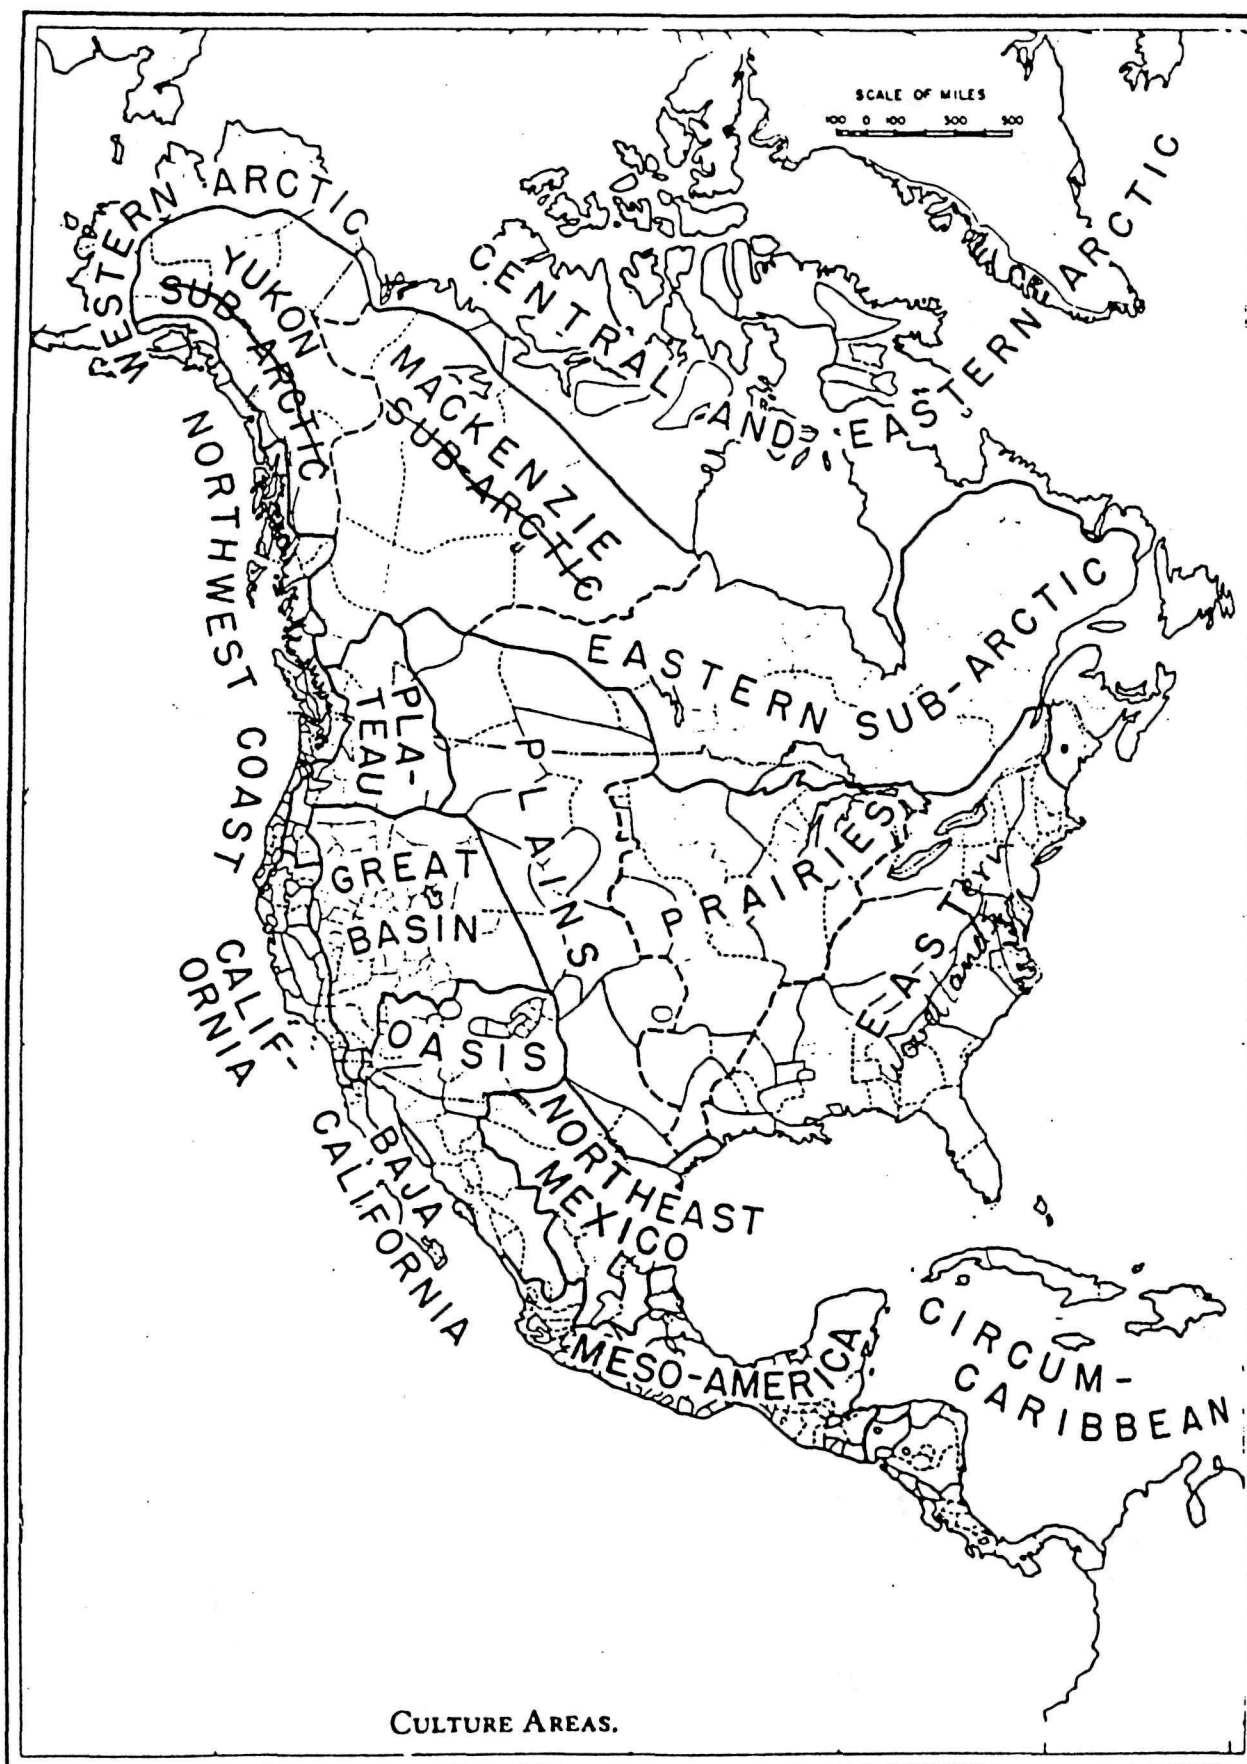 SCALE OF MILES
100 0 100 300 500
WESTERN ARCTIC
YUKON
SUB-ARCTIC
MACKENZIE
SUB-ARCTIC
CENTRAL AND EASTERN ARCTIC
NORTHWEST COAST
EASTERN SUB-ARCTIC
PLA-
TEAU
PLAINS
PRAIRIES
EAST
GREAT
BASIN
CALIF-
ORNIA
OASIS
BAJA
CALIFORNIA
NORTHEAST
MEXICO
MESO-AMERICA
CIRCUM-
CARIBBEAN
CULTURE AREAS.